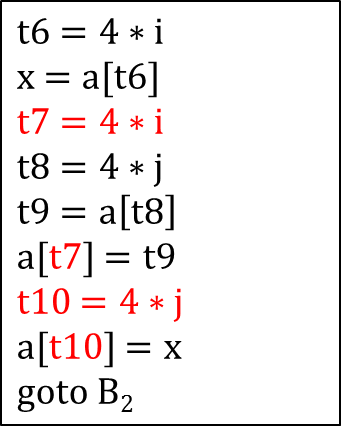 t6 = 4 ∗ i
x = a[t6]
t7 = 4 ∗ i
t8 = 4 ∗ j
t9 = a[t8]
a[t7] = t9
t10 = 4 ∗ j
a[t10] = x
goto B₂